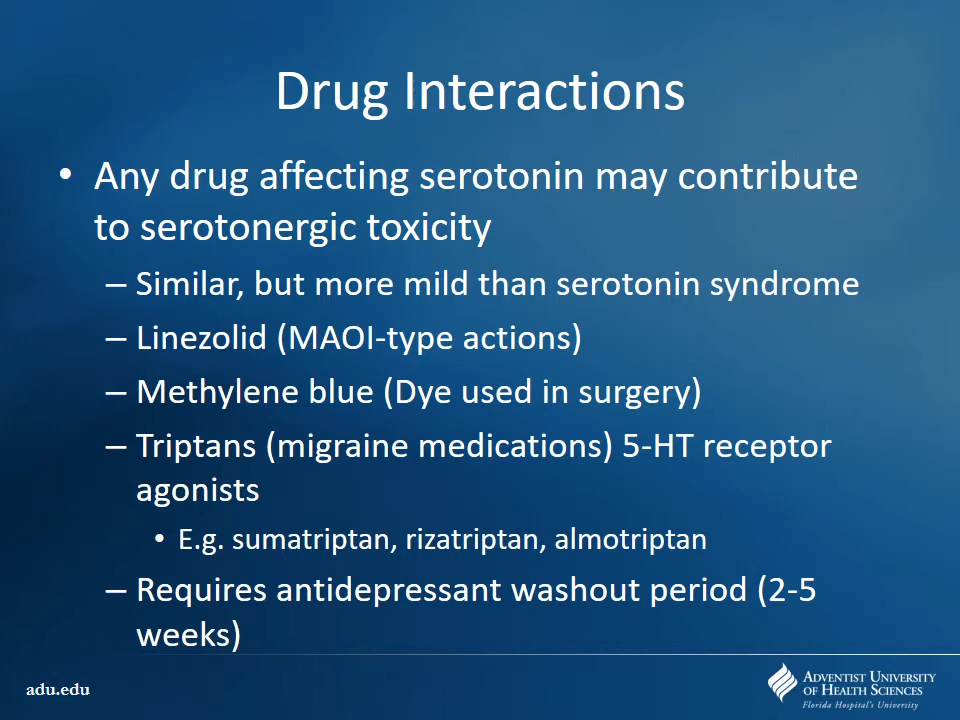 Drug Interactions
• Any drug affecting serotonin may contribute
to serotonergic toxicity
– Similar, but more mild than serotonin syndrome
– Linezolid (MAOI-type actions)
– Methylene blue (Dye used in surgery)
– Triptans (migraine medications) 5-HT receptor
agonists
• E.g. sumatriptan, rizatriptan, almotriptan
– Requires antidepressant washout period (2-5
weeks)
adu.edu
Adventist University
of Health Sciences
Florida Hospital's University